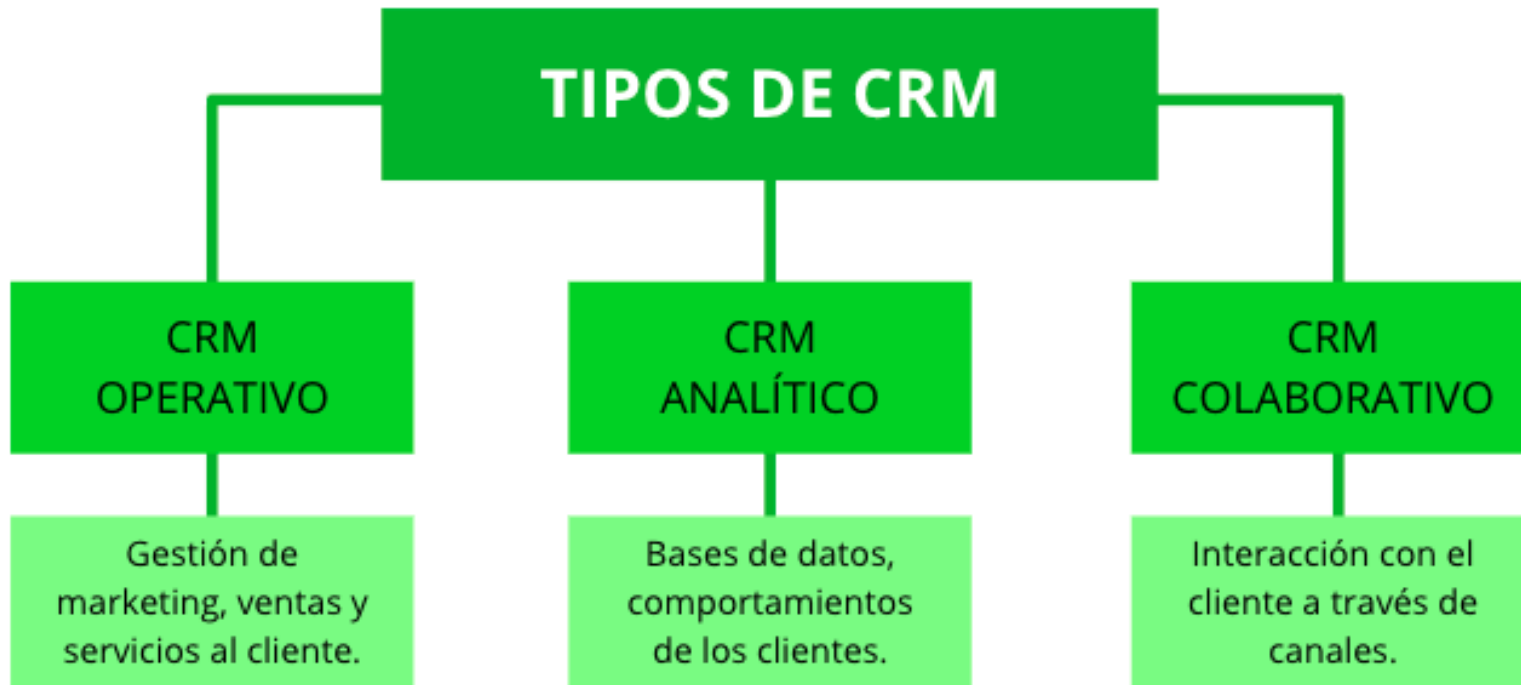 TIPOS DE CRM
CRM
OPERATIVO
Gestión de
marketing, ventas y
servicios al cliente.
CRM
ANALÍTICO
Bases de datos,
comportamientos
de los clientes.
CRM
COLABORATIVO
Interacción con el
cliente a través de
canales.